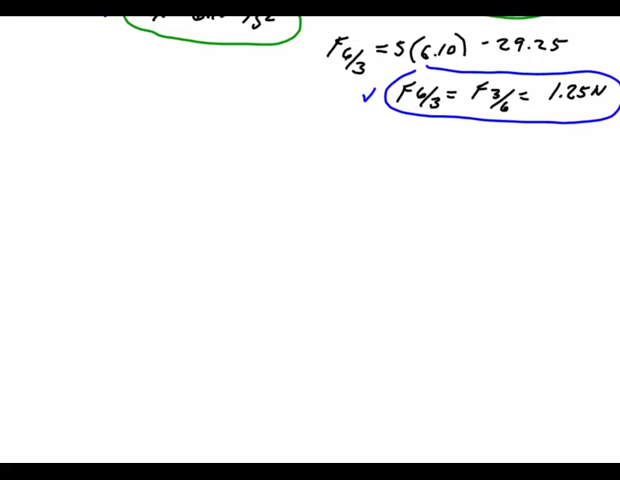 F6/3 = 5(6.10) - 29.25
✓ F6/3 = F3/6 = 1.25N